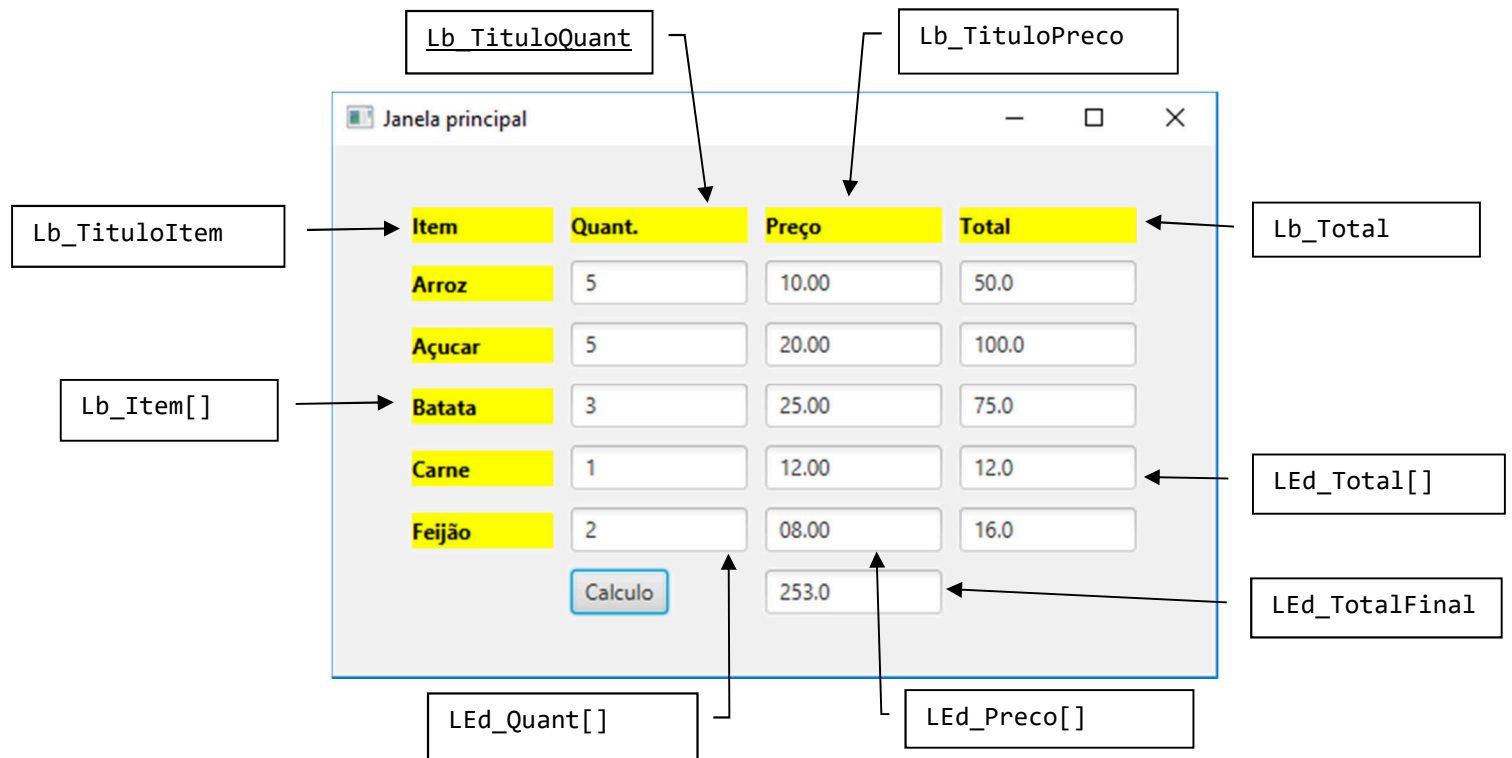 Lb_TituloQuant
Lb_TituloPreco
Janela principal
Lb_TituloItem
Item Quant. Preço Total
Lb_Total
Arroz 5 10.00 50.0
Açucar 5 20.00 100.0
Lb_Item[]
Batata 3 25.00 75.0
Carne 1 12.00 12.0
LEd_Total[]
Feijão 2 08.00 16.0
Calculo 253.0
LEd_TotalFinal
LEd_Quant[]
LEd_Preco[]